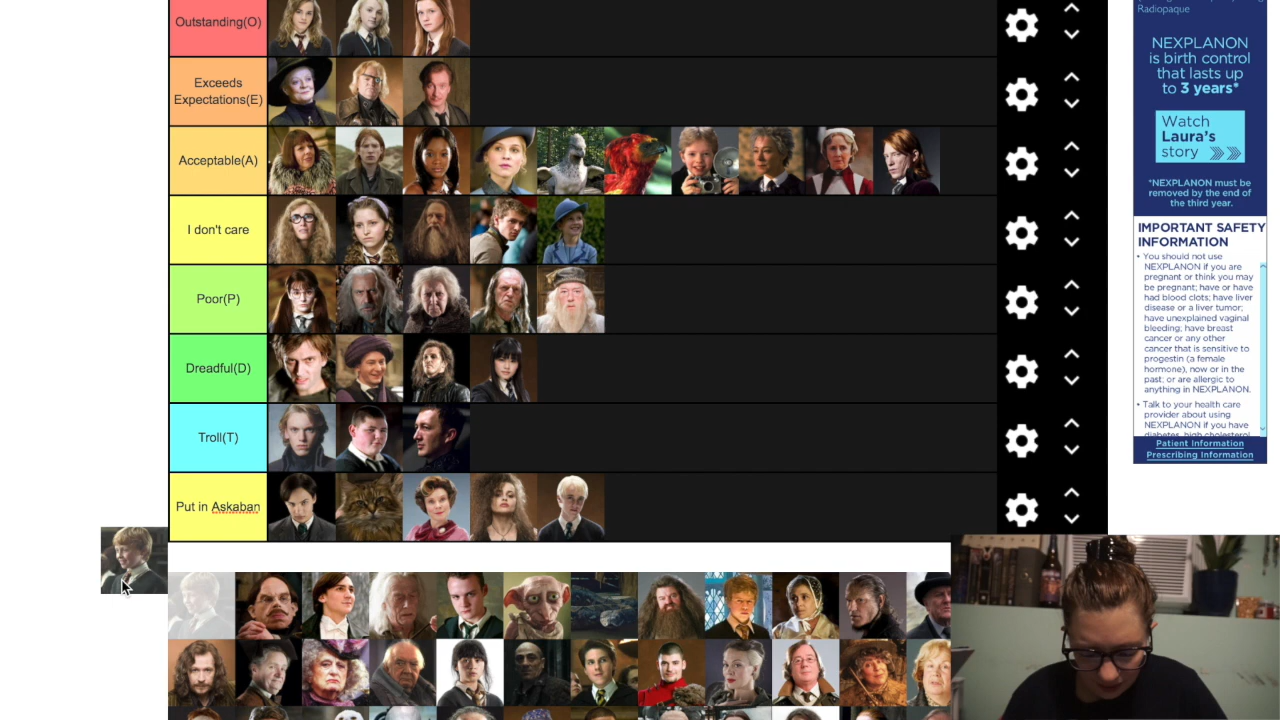 Radiopaque
Outstanding(O)
NEXPLANON
is birth control
that lasts up
to 3 years*
Exceeds
Expectations(E)
Watch
Laura's
story
Acceptable(A)
*NEXPLANON must be
removed by the end of
the third year.
I don't care
IMPORTANT SAFETY
INFORMATION
• You should not use
NEXPLANON if you are
pregnant or think you may
be pregnant; have or have
had blood clots; have liver
disease or a liver tumor;
have unexplained vaginal
bleeding; have breast
cancer or any other
cancer that is sensitive to
progestin (a female
hormone), now or in the
past; or are allergic to
anything in NEXPLANON.
• Talk to your health care
provider about using
NEXPLANON if you have
diabetes, high cholesterol
Patient Information
Prescribing Information
Poor(P)
Dreadful(D)
Troll(T)
Put in Askaban